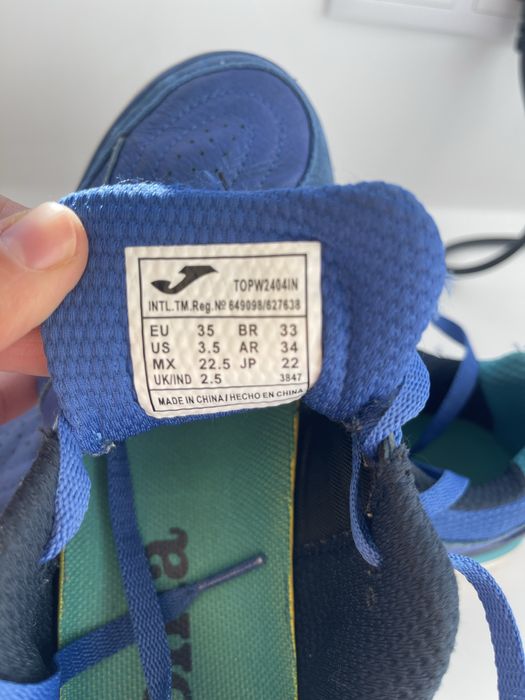 TOPW2404IN
INTL.TM.Reg.Nº 649098/627638
EU 35 BR 33
US 3.5 AR 34
MX 22.5 JP 22
UK/IND 2.5 3847
MADE IN CHINA / HECHO EN CHINA